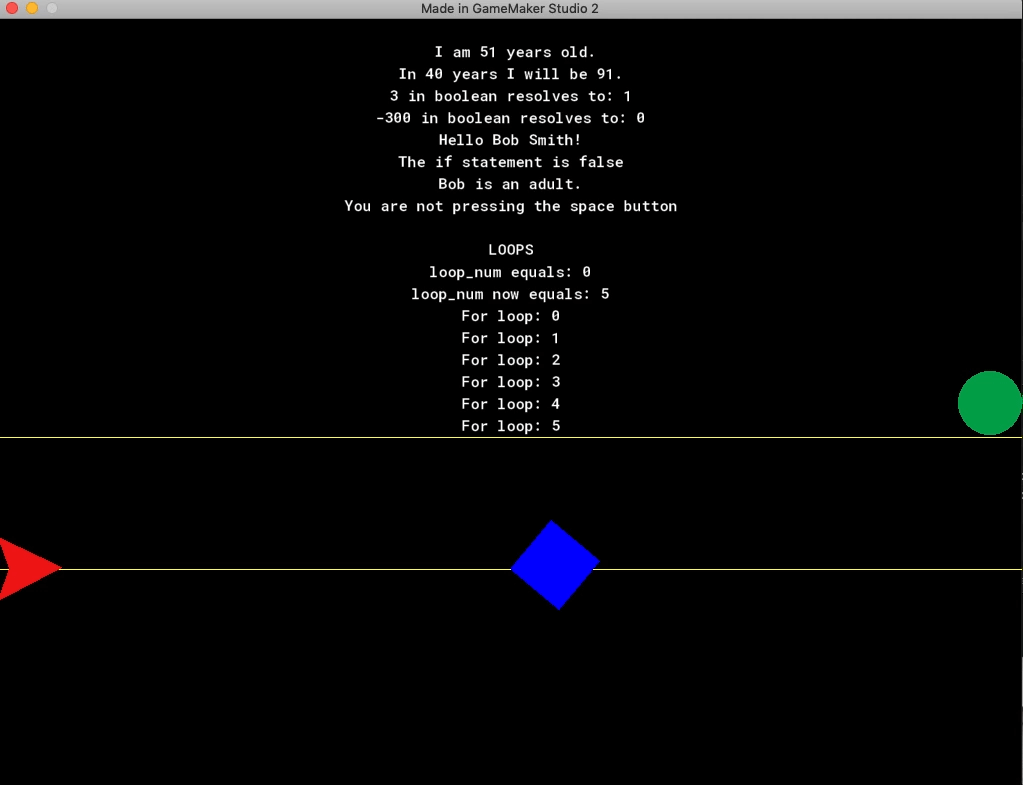 Made in GameMaker Studio 2
I am 51 years old.
In 40 years I will be 91.
3 in boolean resolves to: 1
-300 in boolean resolves to: 0
Hello Bob Smith!
The if statement is false
Bob is an adult.
You are not pressing the space button
LOOPS
loop_num equals: 0
loop_num now equals: 5
For loop: 0
For loop: 1
For loop: 2
For loop: 3
For loop: 4
For loop: 5